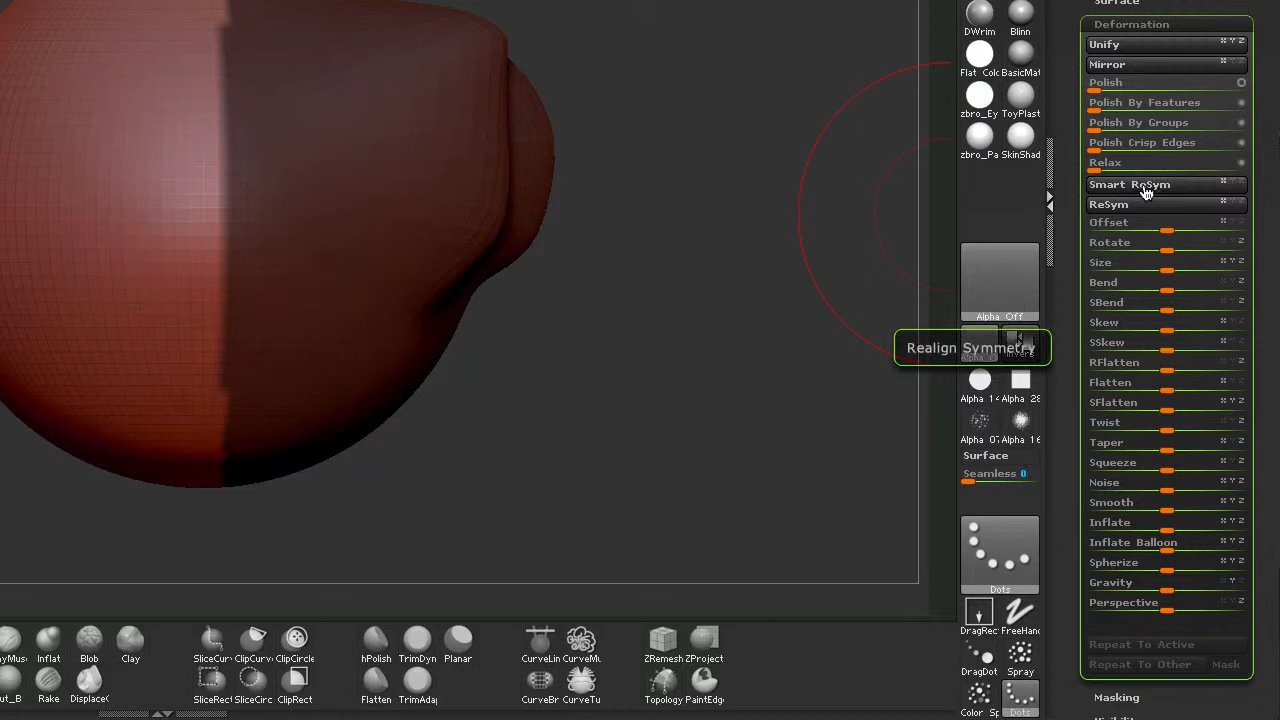 Surface
Deformation
Unify
Mirror
Polish
Polish By Features
Polish By Groups
Polish Crisp Edges
Relax
Smart ReSym
ReSym
Offset
Rotate
Size
Bend
SBend
Skew
SSkew
RFlatten
Flatten
SFlatten
Twist
Taper
Squeeze
Noise
Smooth
Inflate
Inflate Balloon
Spherize
Gravity
Perspective
Repeat To Active
Repeat To Other Mask
Masking
DWrim Blinn
Flat Colo BasicMat
zbro_Ey ToyPlast
zbro_Pa SkinShad
Alpha Off
Realign Symmetry
Alpha 14 Alpha 28
Alpha 07 Alpha 16
Surface
Seamless 0
Dots
DragRec FreeHand
DragDot Spray
Color Sp Dots
Inflat Blob Clay
Rake Displace
SliceCur ClipCurv ClipCircle
SliceRect SliceCirc ClipRect
hPolish TrimDyn Planar
Flatten TrimAdap
CurveLin CurveMu
CurveBr CurveTu
ZRemesh ZProject
Topology PaintEdg